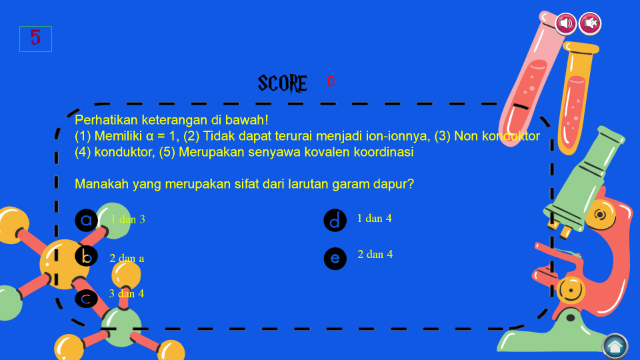 5
SCORE 0
Perhatikan keterangan di bawah!
(1) Memiliki α = 1, (2) Tidak dapat terurai menjadi ion-ionnya, (3) Non konduktor
(4) konduktor, (5) Merupakan senyawa kovalen koordinasi
Manakah yang merupakan sifat dari larutan garam dapur?
a 1 dan 3
b 2 dan a
c 3 dan 4
d 1 dan 4
e 2 dan 4